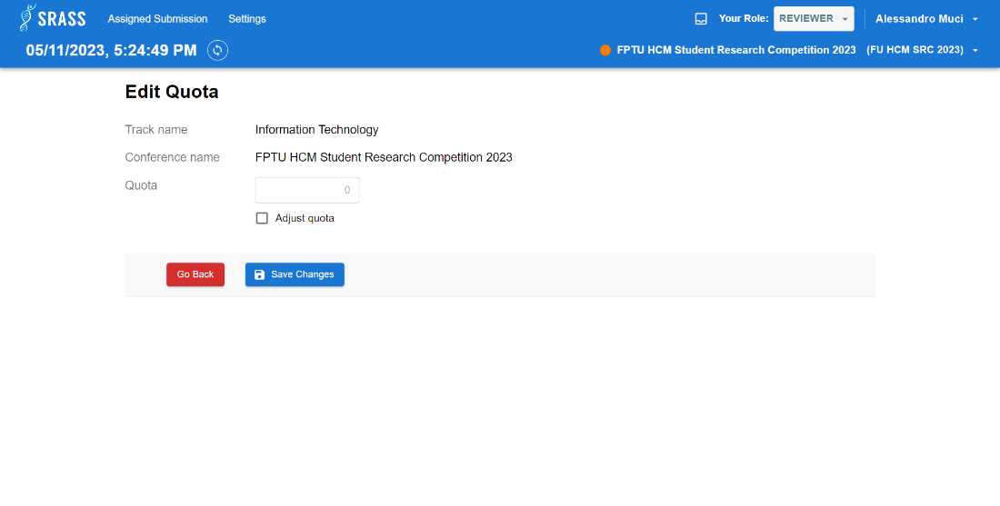 SRASS Assigned Submission Settings Your Role: REVIEWER Alessandro Muci
05/11/2023, 5:24:49 PM FPTU HCM Student Research Competition 2023 (FU HCM SRC 2023)
Edit Quota
Track name Information Technology
Conference name FPTU HCM Student Research Competition 2023
Quota 0
Adjust quota
Go Back Save Changes